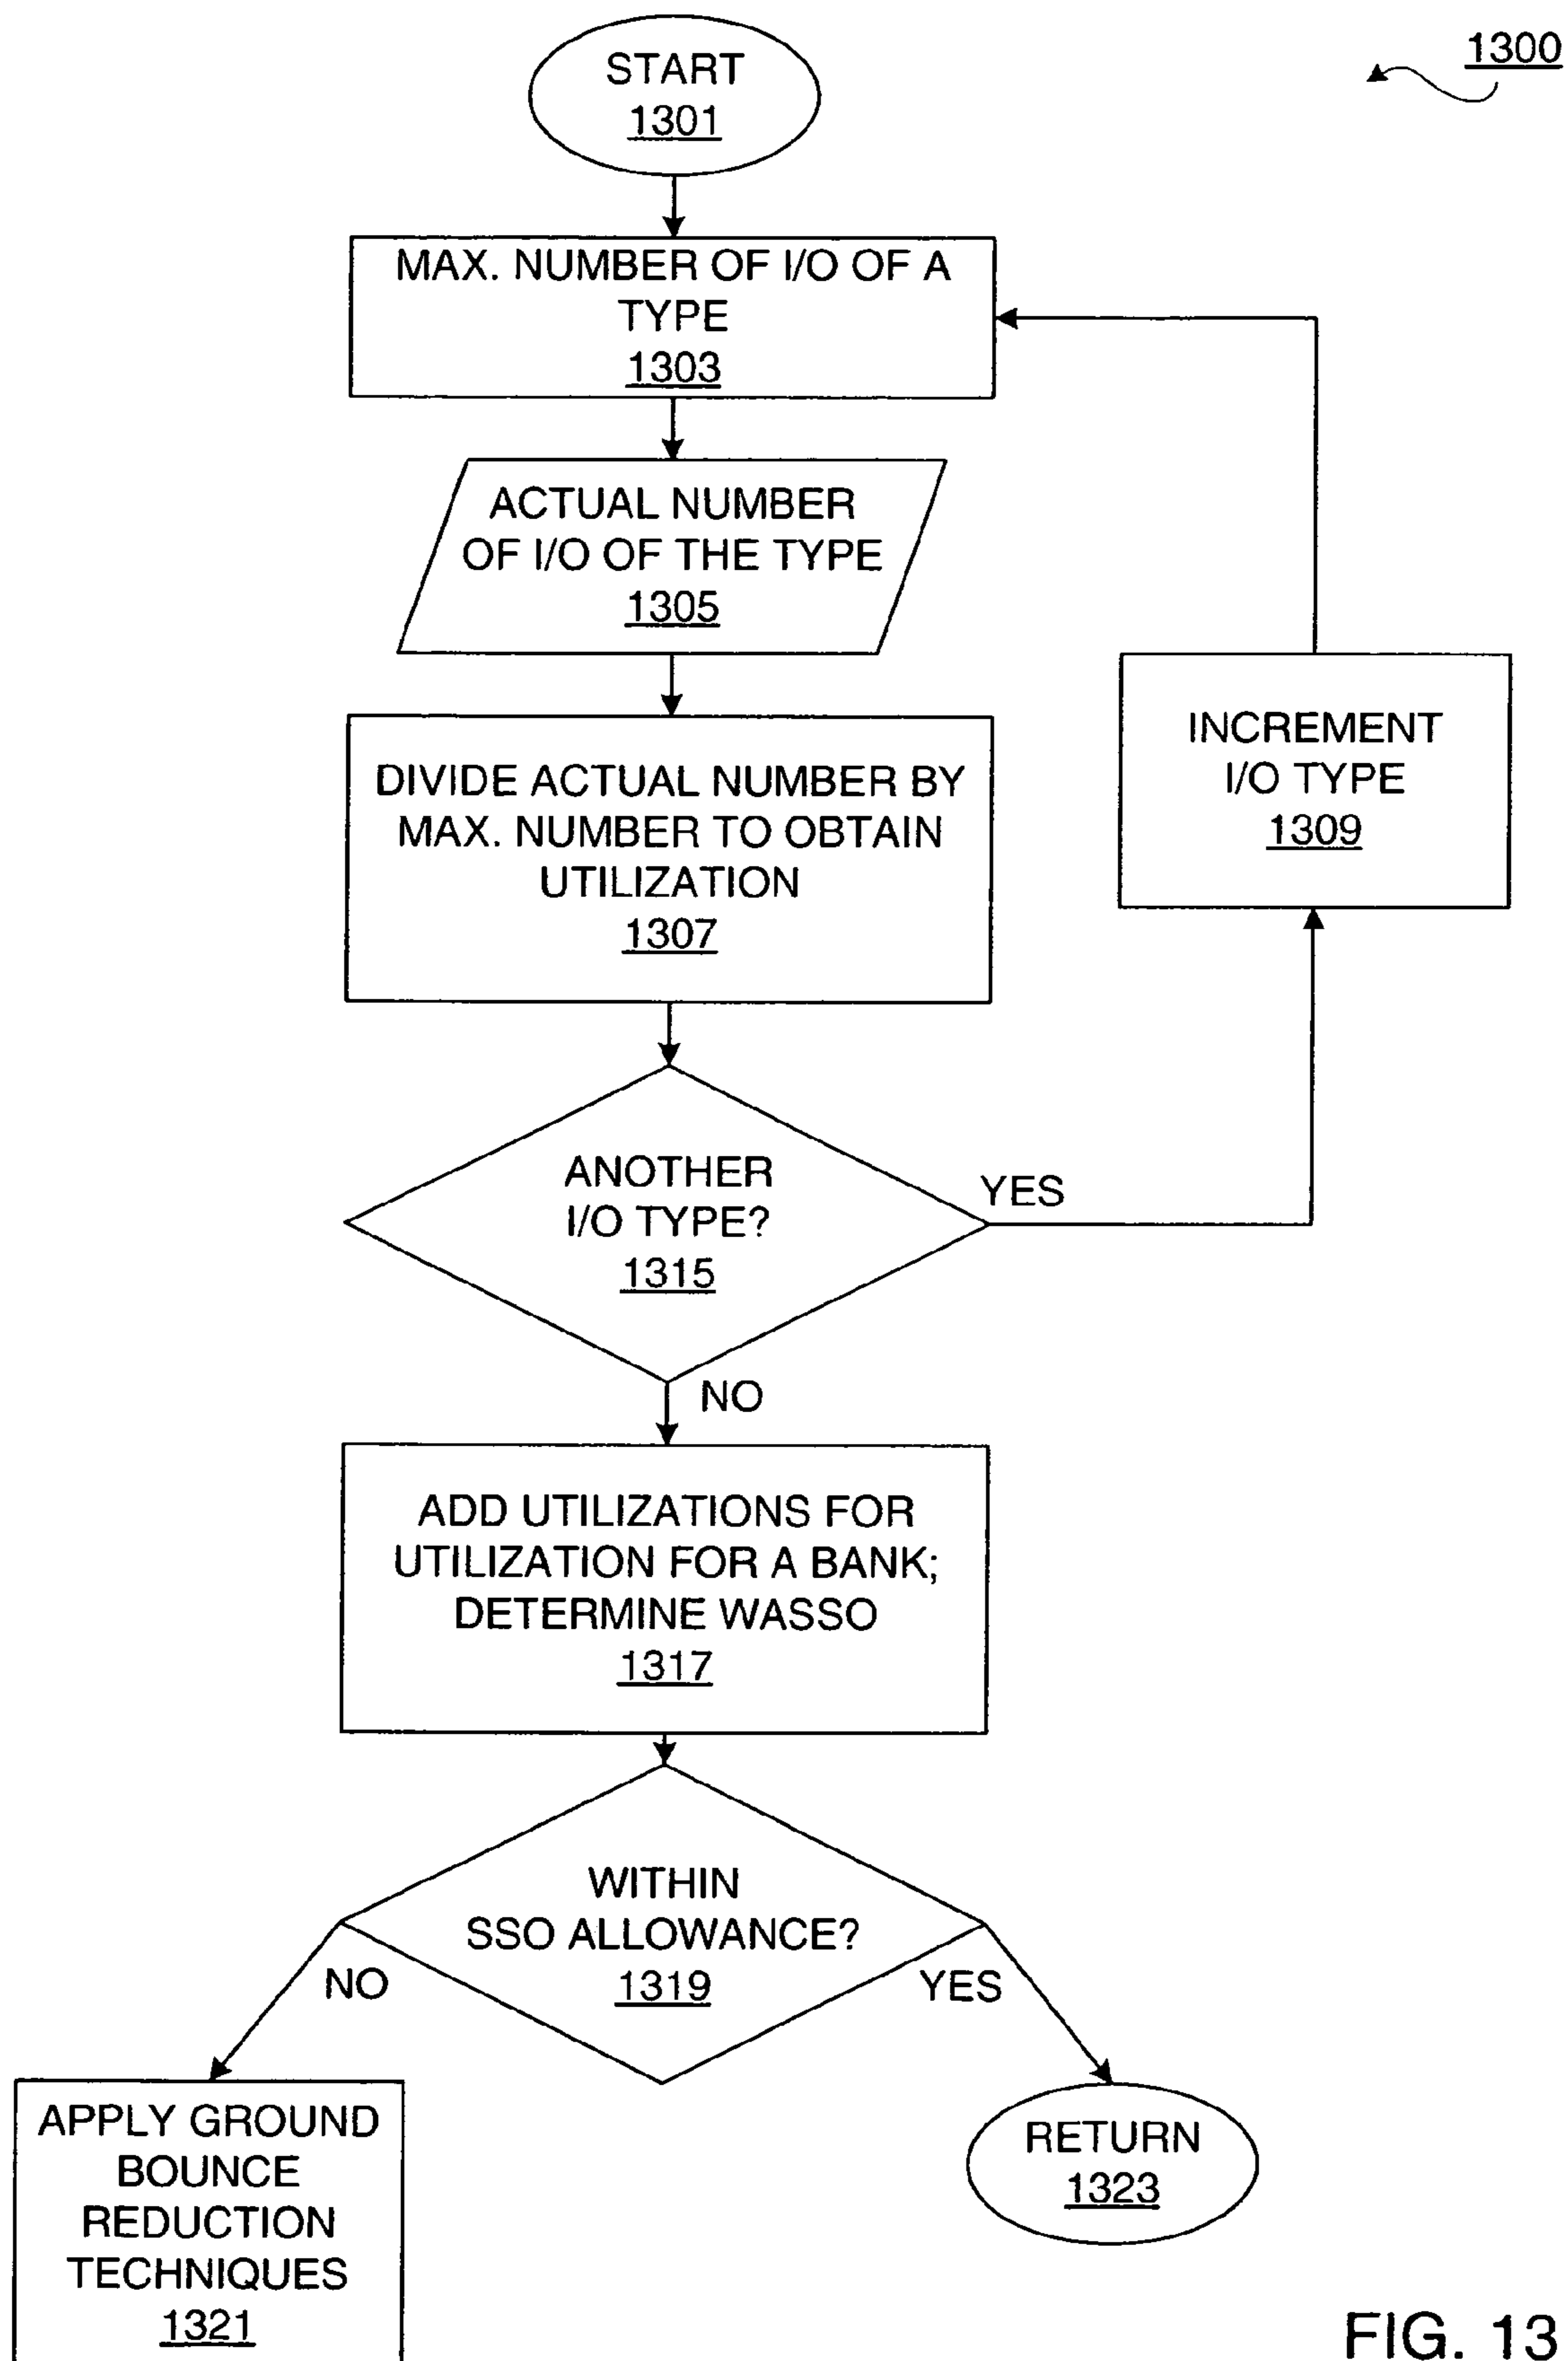 1300
START
1301
MAX. NUMBER OF I/O OF A
TYPE
1303
ACTUAL NUMBER
OF I/O OF THE TYPE
1305
DIVIDE ACTUAL NUMBER BY
MAX. NUMBER TO OBTAIN
UTILIZATION
1307
INCREMENT
I/O TYPE
1309
ANOTHER
I/O TYPE?
1315
YES
NO
ADD UTILIZATIONS FOR
UTILIZATION FOR A BANK;
DETERMINE WASSO
1317
WITHIN
SSO ALLOWANCE?
1319
NO
YES
APPLY GROUND
BOUNCE
REDUCTION
TECHNIQUES
1321
RETURN
1323
FIG. 13